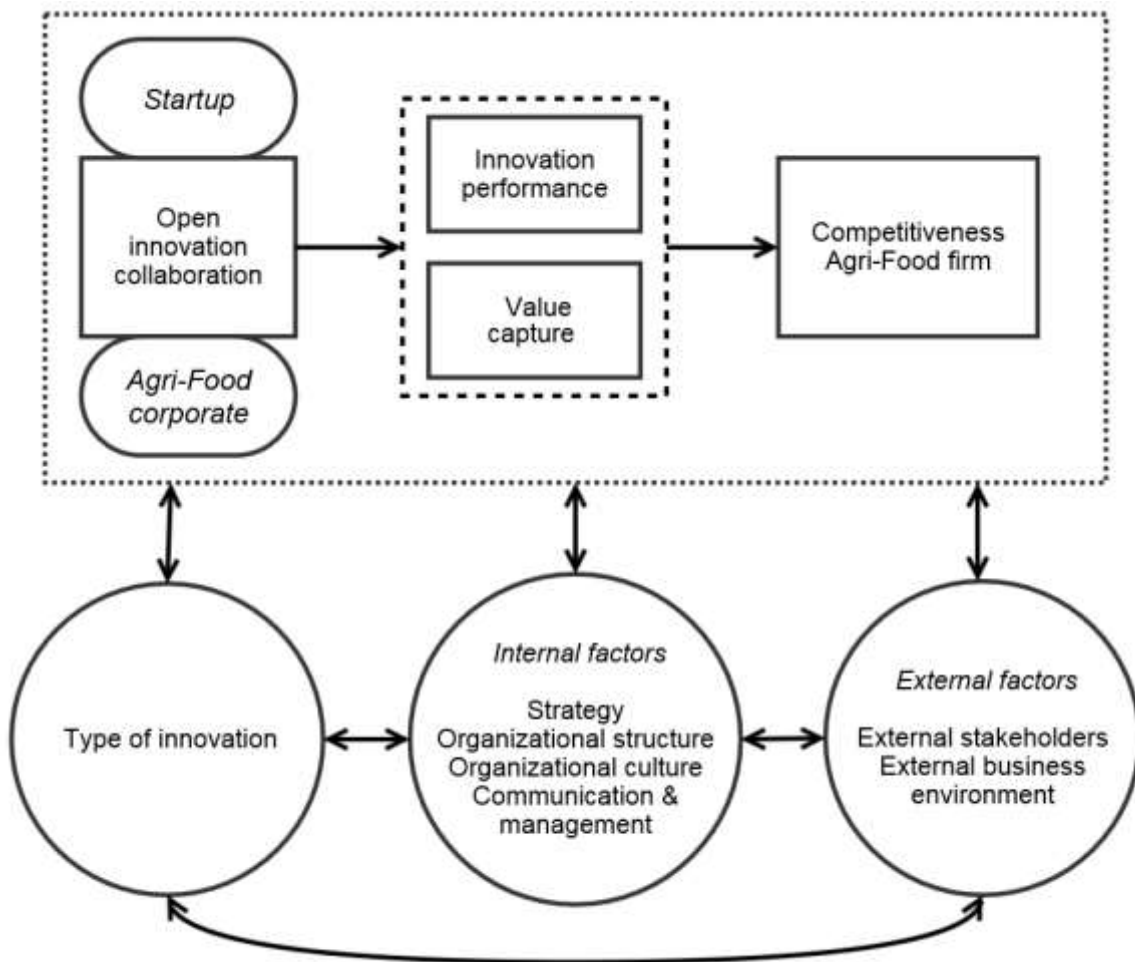 Startup
Open
innovation
collaboration
Agri-Food
corporate
Innovation
performance
Value
capture
Competitiveness
Agri-Food firm
Type of innovation
Internal factors
Strategy
Organizational structure
Organizational culture
Communication &
management
External factors
External stakeholders
External business
environment